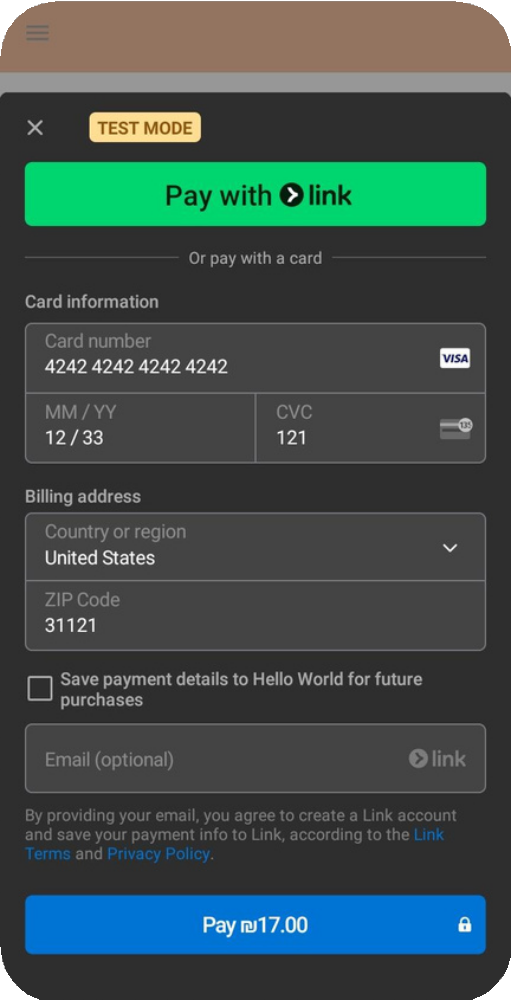 TEST MODE
Pay with link
Or pay with a card
Card information
Card number
4242 4242 4242 4242
VISA
MM / YY
12 / 33
CVC
121
135
Billing address
Country or region
United States
ZIP Code
31121
Save payment details to Hello World for future
purchases
Email (optional)
link
By providing your email, you agree to create a Link account
and save your payment info to Link, according to the Link
Terms and Privacy Policy.
Pay ₪17.00